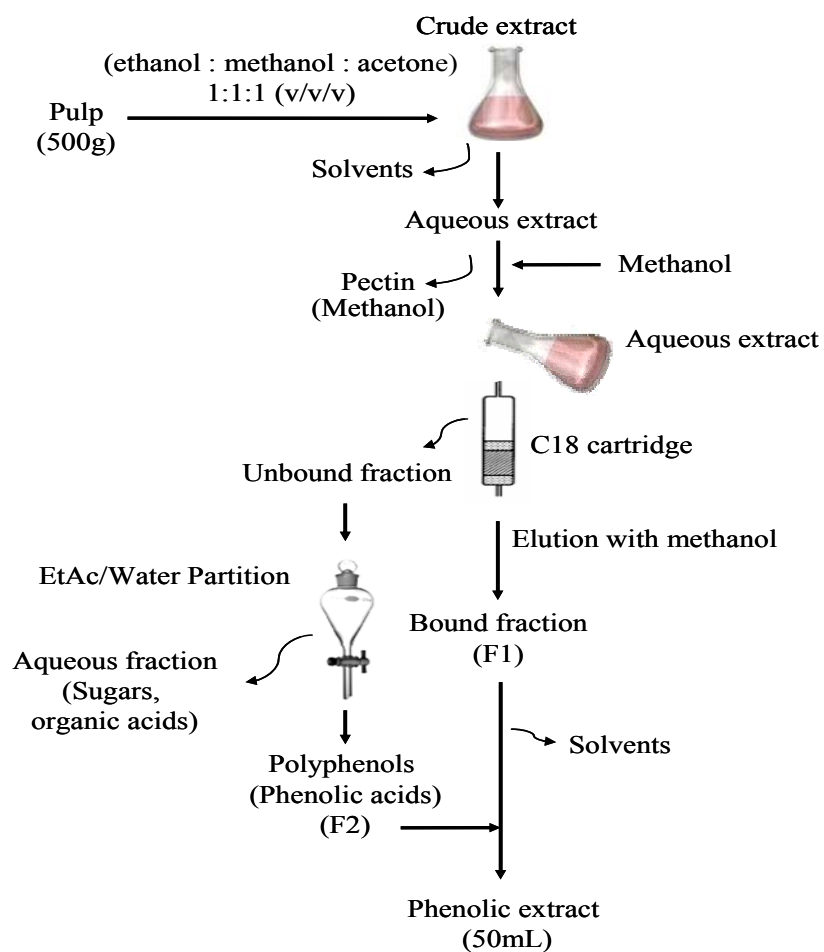 Crude extract
(ethanol : methanol : acetone)
1:1:1 (v/v/v)
Pulp
(500g)
Solvents
Aqueous extract
Methanol
Pectin
(Methanol)
Aqueous extract
C18 cartridge
Unbound fraction
Elution with methanol
EtAc/Water Partition
Bound fraction
(F1)
Aqueous fraction
(Sugars,
organic acids)
Solvents
Polyphenols
(Phenolic acids)
(F2)
Phenolic extract
(50mL)